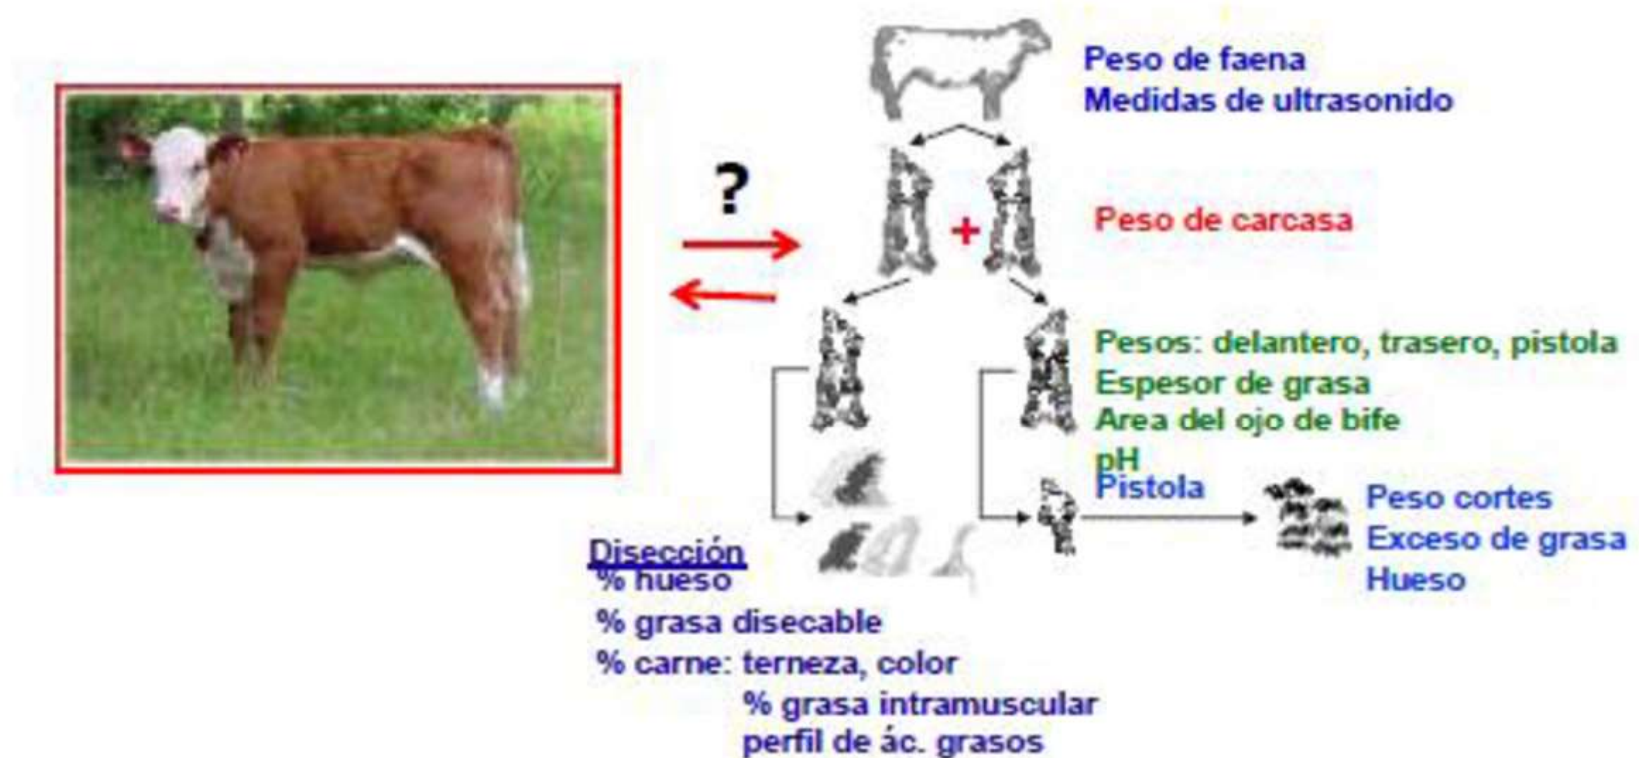 Peso de faena
Medidas de ultrasonido
?
+
Peso de carcasa
Pesos: delantero, trasero, pistola
Espesor de grasa
Area del ojo de bife
pH
Pistola
Peso cortes
Exceso de grasa
Hueso
Disección
% hueso
% grasa disecable
% carne: terneza, color
% grasa intramuscular
perfil de ác. grasos